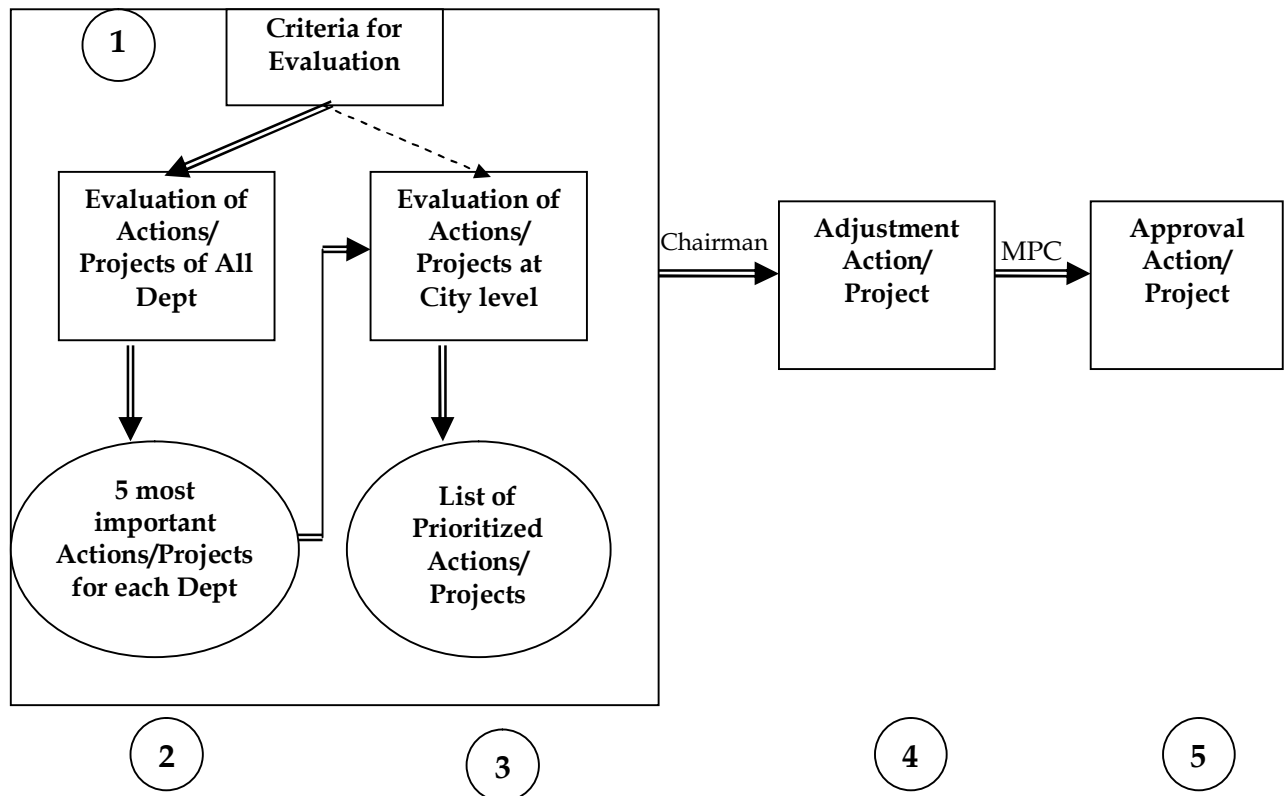 1
Criteria for
Evaluation
Evaluation of
Actions/
Projects of All
Dept
Evaluation of
Actions/
Projects at
City level
Chairman
Adjustment
Action/
Project
MPC
Approval
Action/
Project
5 most
important
Actions/Projects
for each Dept
List of
Prioritized
Actions/
Projects
2
3
4
5